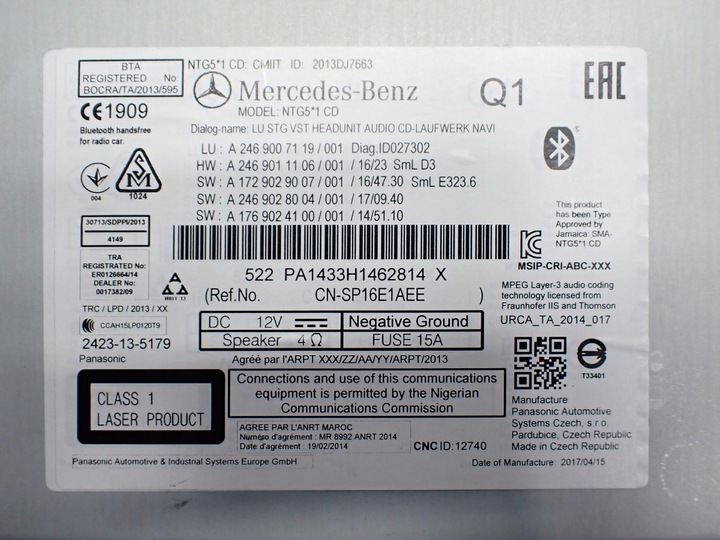 BTA
REGISTERED No:
BOCRA/TA/2013/595
NTG5*1 CD: CMIIT ID: 2013DJ7663
Mercedes-Benz
Q1
EAC
MODEL: NTG5*1 CD
CE1909
Bluetooth handsfree
for radio car.
Dialog-name: LU STG VST HEADUNIT AUDIO CD-LAUFWERK NAVI
LU : A 246 900 71 19 / 001 Diag.ID027302
HW : A 246 901 11 06 / 001 / 16/23 SmL D3
SW : A 172 902 90 07 / 001 / 16/47.30 SmL E323.6
SW : A 246 902 80 04 / 001 / 17/09.40
SW : A 176 902 41 00 / 001 / 14/51.10
004
1024
30713/SDPPI/2013
4149
This product
has been Type
Approved by
Jamaica: SMA-
NTG5*1 CD
MSIP-CRI-ABC-XXX
TRA
REGISTERED No:
ER0126664/14
DEALER No:
0017382/09
522 PA1433H1462814 X
(Ref.No. CN-SP16E1AEE )
MPEG Layer-3 audio coding
technology licensed from
Fraunhofer IIS and Thomson
URCA_TA_2014_017
TRC / LPD / 2013 / XX
CCAH15LP0120T9
2423-13-5179
Panasonic
DC 12V
Negative Ground
Speaker 4 Ω
FUSE 15A
Agréé par l'ARPT XXX/ZZ/AA/YY/ARPT/2013
T33401
CLASS 1
LASER PRODUCT
Connections and use of this communications
equipment is permitted by the Nigerian
Communications Commission
Manufacture
Panasonic Automotive
Systems Czech, s.r.o.
Pardubice, Czech Republic
Made in Czech Republic
AGREE PAR L'ANRT MAROC
Numéro d'agrément : MR 8992 ANRT 2014
Date d'agrément : 19/02/2014
CNC ID:12740
Panasonic Automotive & Industrial Systems Europe GmbH
Date of Manufacture: 2017/04/15